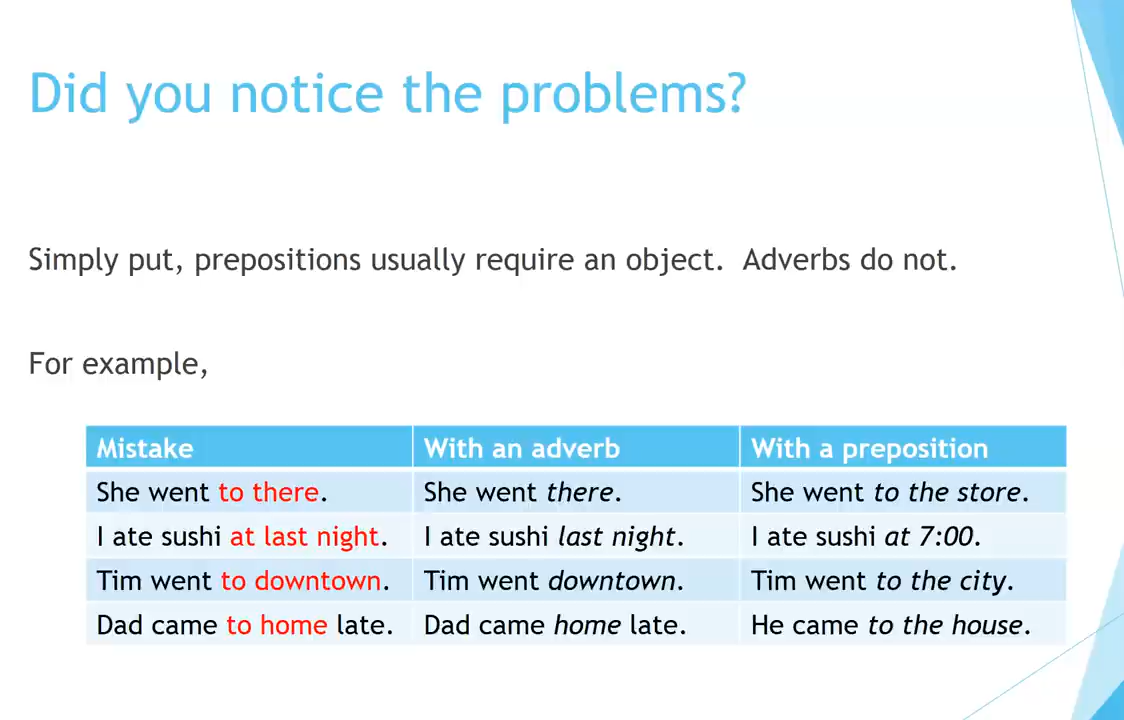 Did you notice the problems?
Simply put, prepositions usually require an object.  Adverbs do not.
For example,
Mistake With an adverb With a preposition
She went to there. She went there. She went to the store.
I ate sushi at last night. I ate sushi last night. I ate sushi at 7:00.
Tim went to downtown. Tim went downtown. Tim went to the city.
Dad came to home late. Dad came home late. He came to the house.